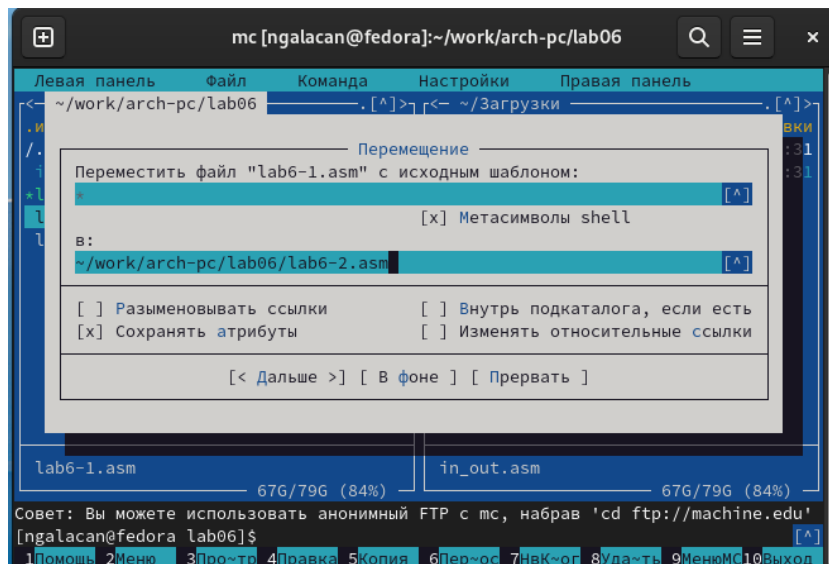 mc [ngalacan@fedora]:~/work/arch-pc/lab06
Левая панель Файл Команда Настройки Правая панель
<— ~/work/arch-pc/lab06 .[^]> <— ~/Загрузки .[^]>
.и вки
/. :31
i :31
*l
l
l
Перемещение
Переместить файл "lab6-1.asm" с исходным шаблоном:
* [^]
[x] Метасимволы shell
в:
~/work/arch-pc/lab06/lab6-2.asm [^]
[ ] Разыменовывать ссылки [ ] Внутрь подкаталога, если есть
[x] Сохранять атрибуты [ ] Изменять относительные ссылки
[< Дальше >] [ В фоне ] [ Прервать ]
lab6-1.asm in_out.asm
67G/79G (84%) 67G/79G (84%)
Совет: Вы можете использовать анонимный FTP с mc, набрав 'cd ftp://machine.edu'
[ngalacan@fedora lab06]$ [^]
1Помощь 2Меню 3Про~тр 4Правка 5Копия 6Пер~ос 7НвК~ог 8Уда~ть 9МенюМС 10Выход